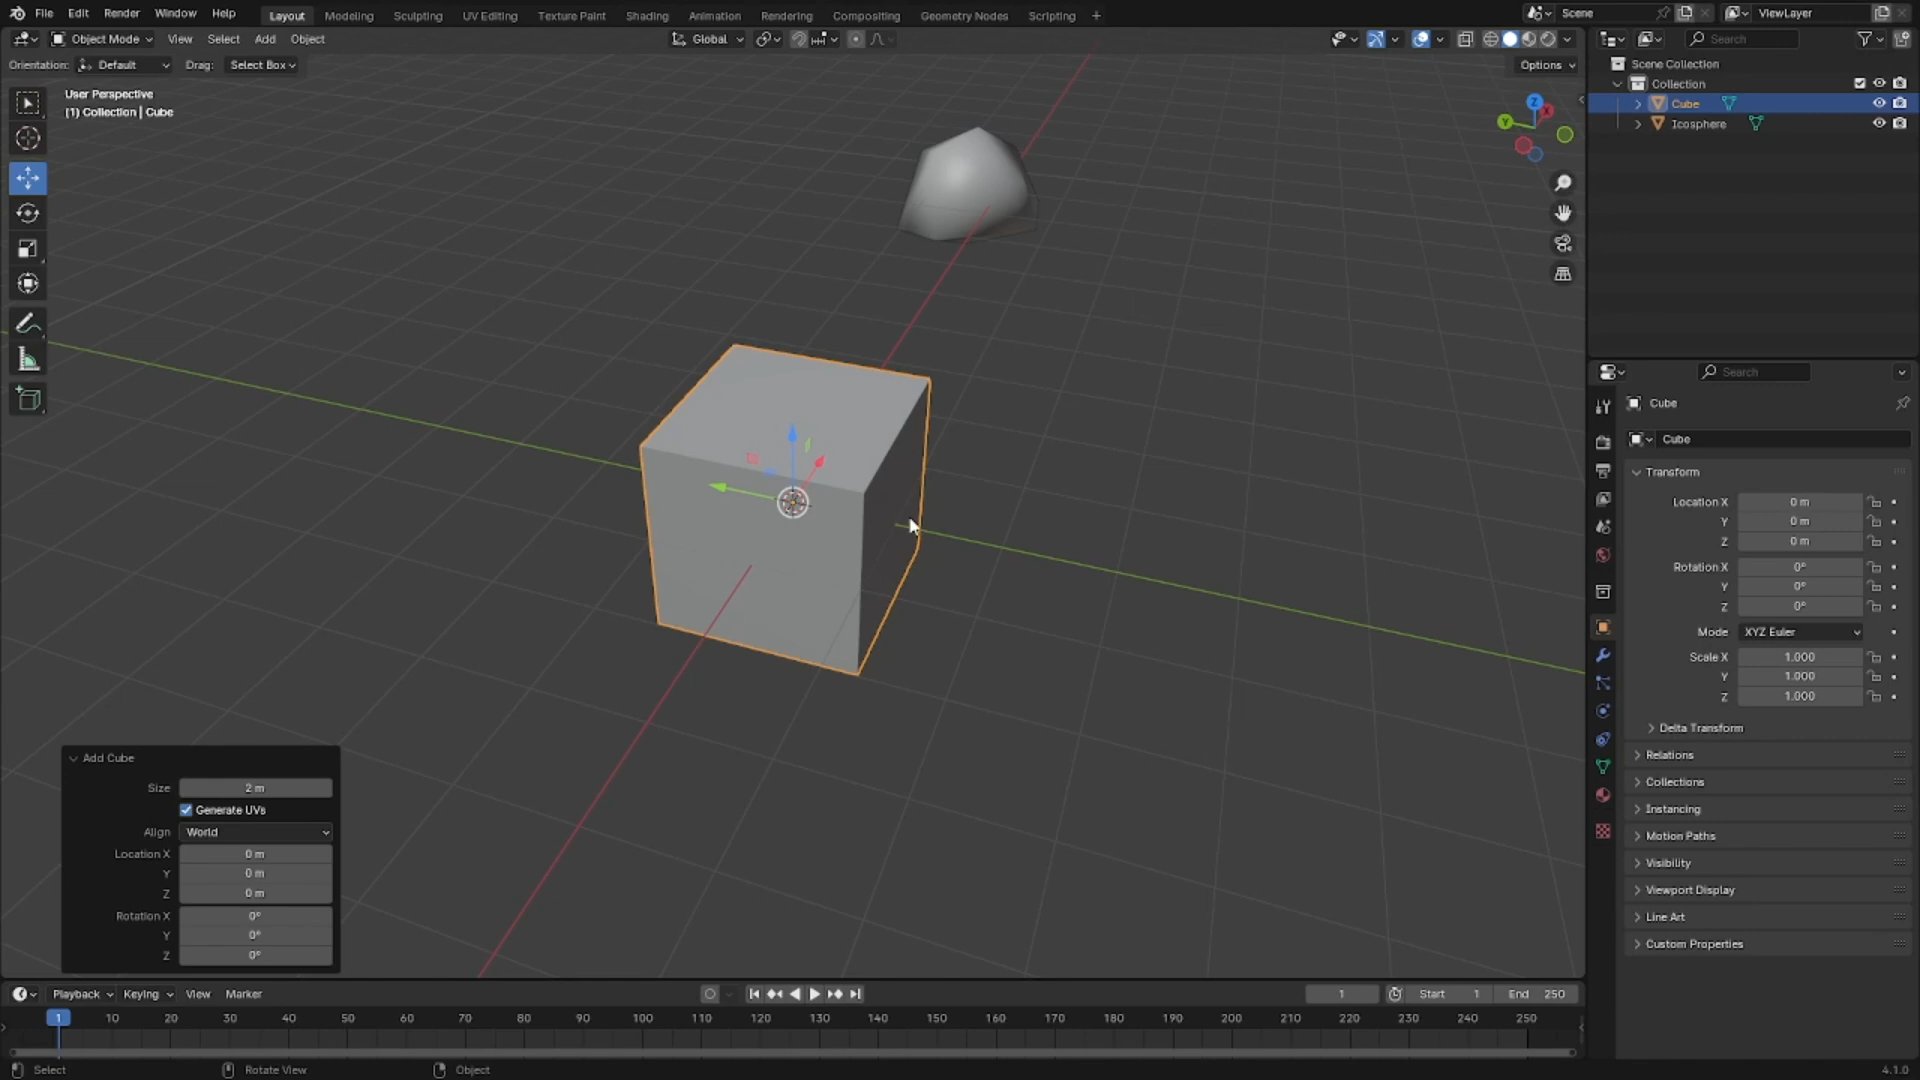 File Edit Render Window Help Layout Modeling Sculpting UV Editing Texture Paint Shading Animation Rendering Compositing Geometry Nodes Scripting + Scene ViewLayer
Object Mode View Select Add Object Global Search
Orientation: Default Drag: Select Box Options
User Perspective
(1) Collection | Cube
Z
X
Y
Scene Collection
Collection
Cube
Icosphere
Search
Cube
Cube
Transform
Location X 0 m
Y 0 m
Z 0 m
Rotation X 0°
Y 0°
Z 0°
Mode XYZ Euler
Scale X 1.000
Y 1.000
Z 1.000
Delta Transform
Relations
Collections
Instancing
Motion Paths
Visibility
Viewport Display
Line Art
Custom Properties
Add Cube
Size 2 m
Generate UVs
Align World
Location X 0 m
Y 0 m
Z 0 m
Rotation X 0°
Y 0°
Z 0°
Playback Keying View Marker 1 Start 1 End 250
1 10 20 30 40 50 60 70 80 90 100 110 120 130 140 150 160 170 180 190 200 210 220 230 240 250
Select Rotate View Object 4.1.0